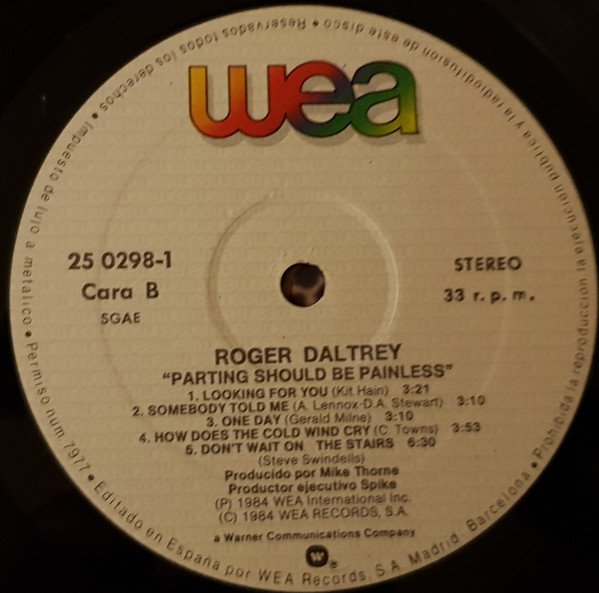 wea
25 0298-1
Cara B
SGAE
STEREO
33 r. p. m.
ROGER DALTREY
"PARTING SHOULD BE PAINLESS"
1. LOOKING FOR YOU (Kit Hain) 3:21
2. SOMEBODY TOLD ME (A. Lennox-D.A. Stewart) 3:10
3. ONE DAY (Gerald Milne) 3:10
4. HOW DOES THE COLD WIND CRY (C. Towns) 3:53
5. DON'T WAIT ON THE STAIRS 6:30
(Steve Swindells)
Producido por Mike Thorne
Productor ejecutivo Spike
(P) 1984 WEA International Inc.
(C) 1984 WEA RECORDS, S.A.
a Warner Communications Company
W ®
Editado en España por WEA Records, S.A. Madrid Barcelona • Prohibida la reproducción la ejecución pública y la radiodifusión de este disco • Reservados todos los derechos • Impuesto de lujo a metálico • Permiso num 7977 •